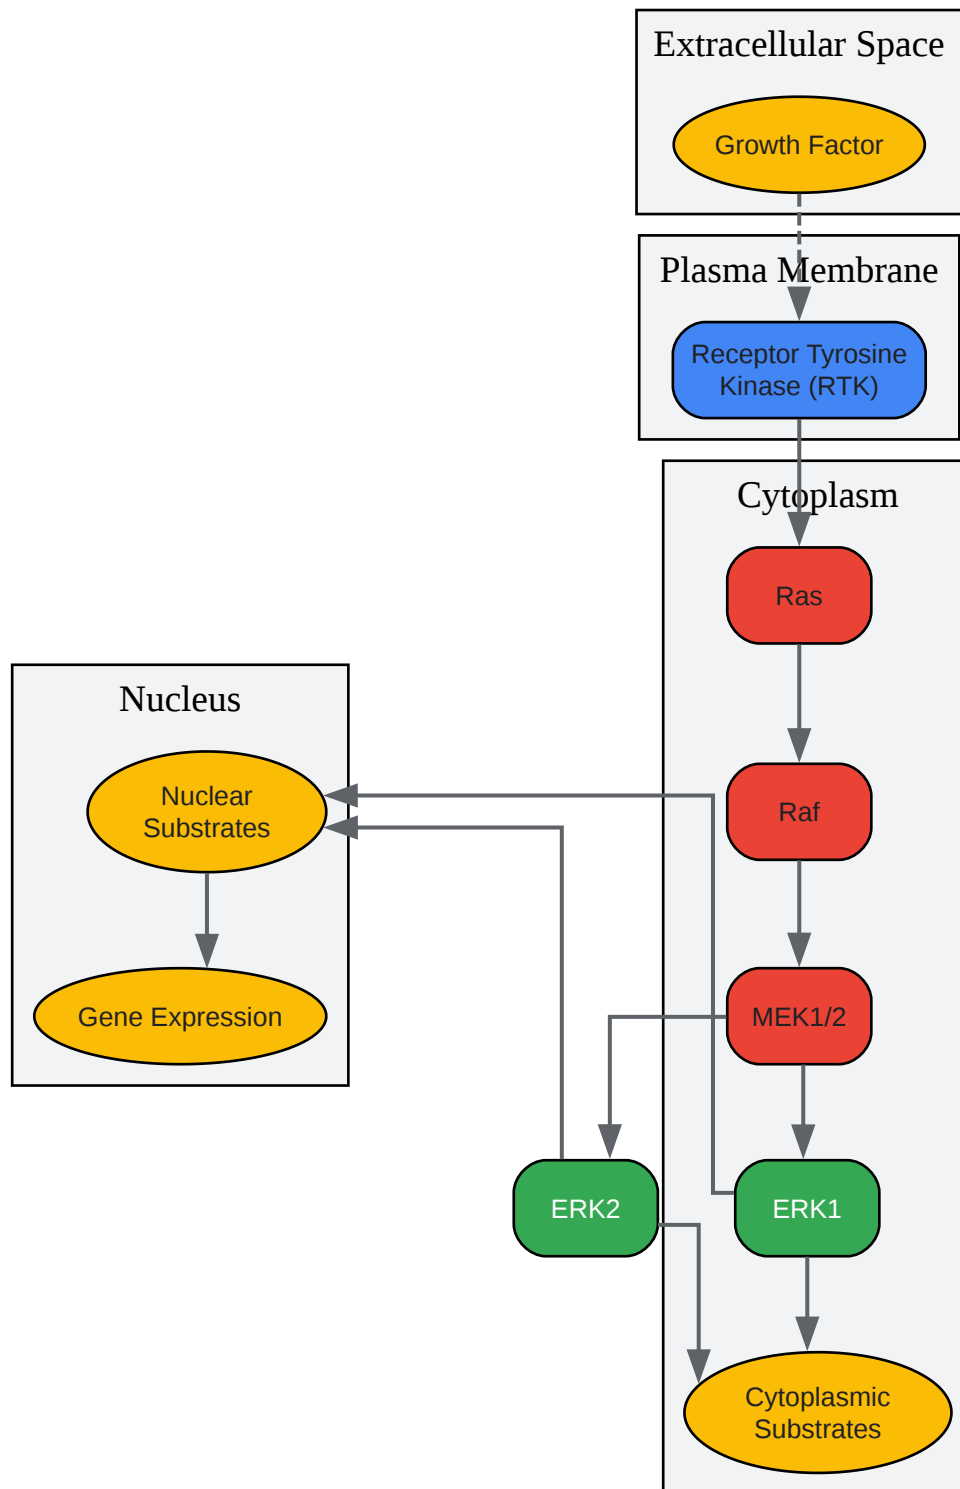 Extracellular Space
Growth Factor
Plasma Membrane
Receptor Tyrosine
Kinase (RTK)
Cytoplasm
Ras
Nucleus
Nuclear
Substrates
Raf
Gene Expression
MEK1/2
ERK2
ERK1
Cytoplasmic
Substrates